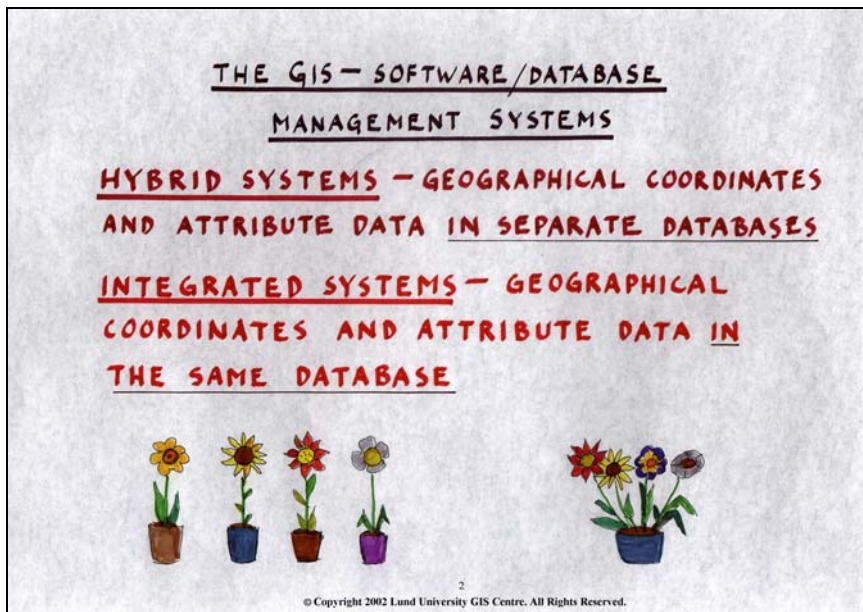 THE GIS – SOFTWARE/DATABASE
MANAGEMENT SYSTEMS
HYBRID SYSTEMS – GEOGRAPHICAL COORDINATES
AND ATTRIBUTE DATA IN SEPARATE DATABASES
INTEGRATED SYSTEMS – GEOGRAPHICAL
COORDINATES AND ATTRIBUTE DATA IN
THE SAME DATABASE
2
© Copyright 2002 Lund University GIS Centre. All Rights Reserved.